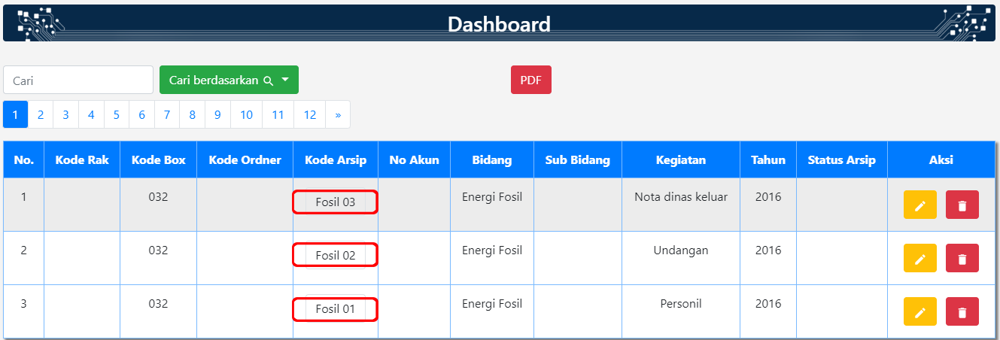 Dashboard
Cari Cari berdasarkan PDF
1 2 3 4 5 6 7 8 9 10 11 12 »
No. Kode Rak Kode Box Kode Ordner Kode Arsip No Akun Bidang Sub Bidang Kegiatan Tahun Status Arsip Aksi
1 032 Fosil 03 Energi Fosil Nota dinas keluar 2016
2 032 Fosil 02 Energi Fosil Undangan 2016
3 032 Fosil 01 Energi Fosil Personil 2016